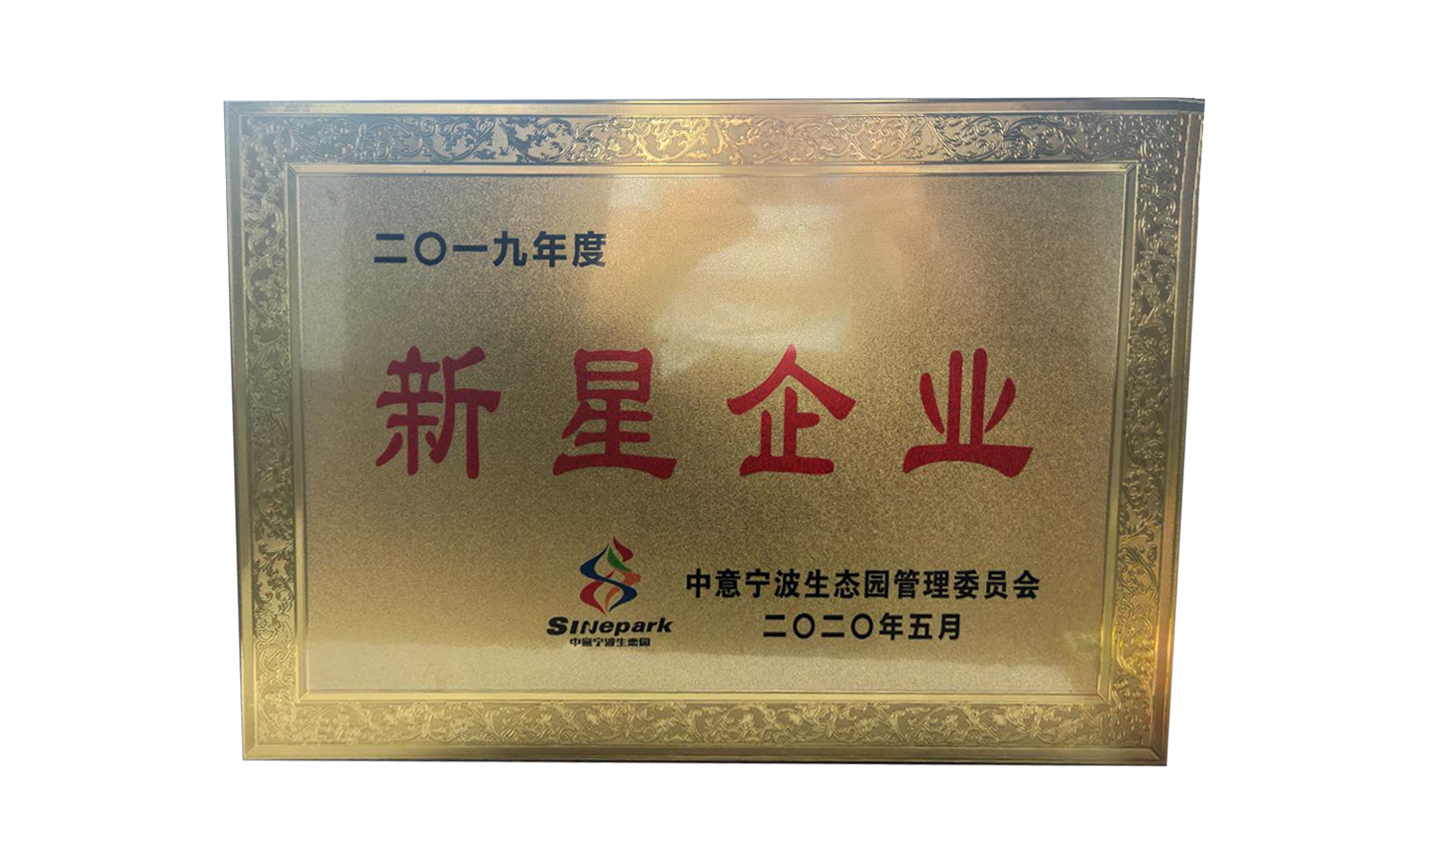 二〇一九年度
新星企业
中意宁波生态园管理委员会
二〇二〇年五月
SINepark
中意宁波生态园